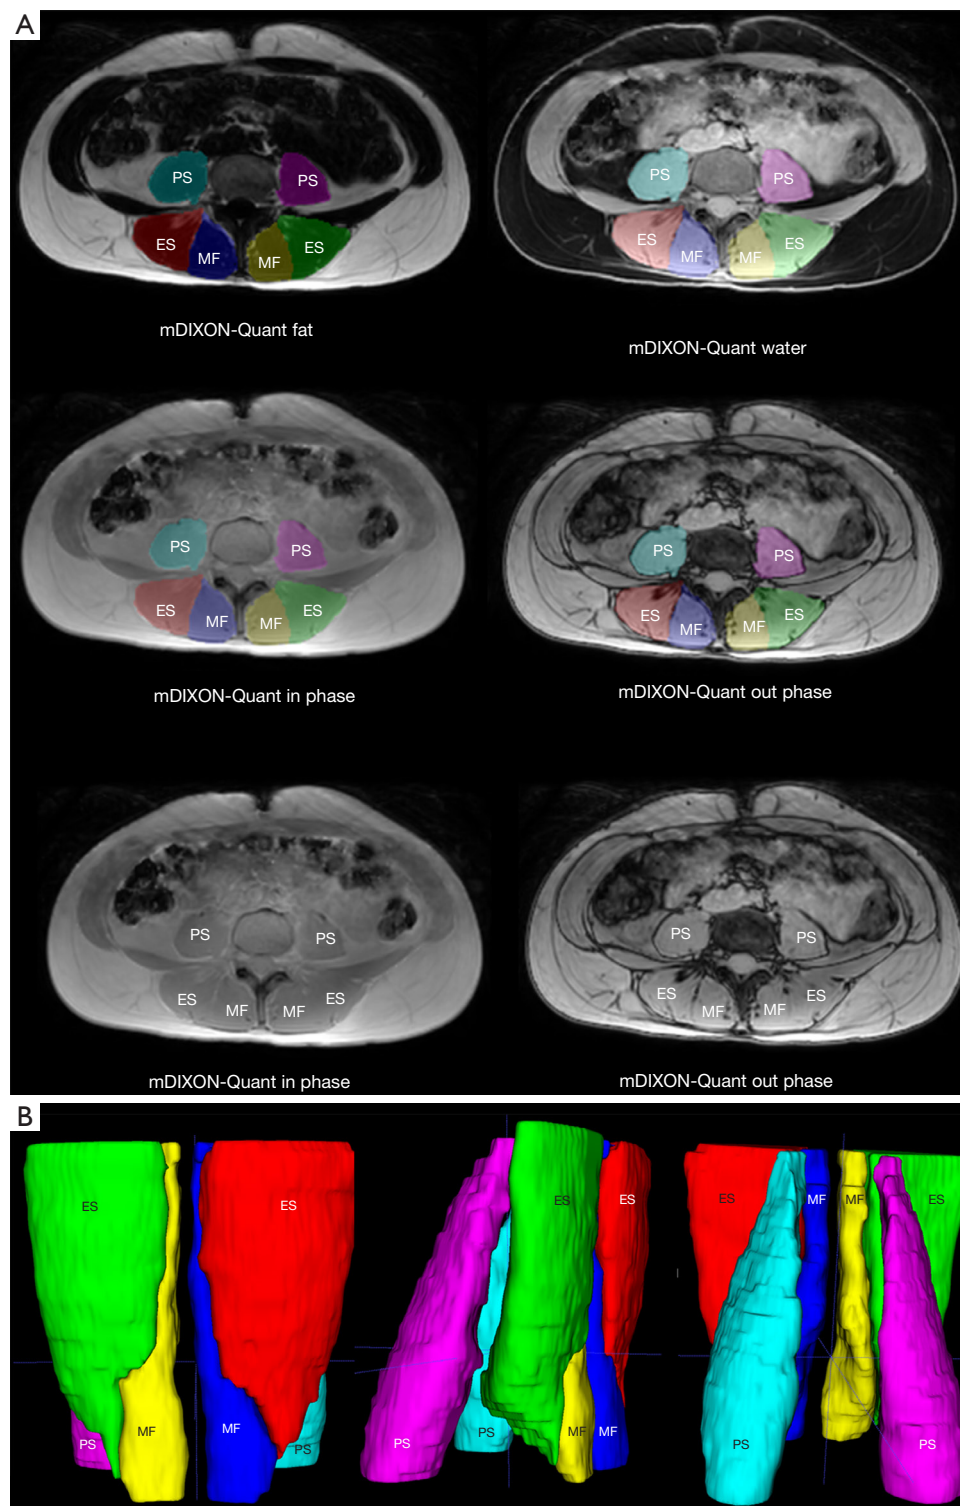 A
PS PS
ES MF MF ES
mDIXON-Quant fat
PS PS
ES MF MF ES
mDIXON-Quant water
PS PS
ES MF MF ES
mDIXON-Quant in phase
PS PS
ES MF MF ES
mDIXON-Quant out phase
PS PS
ES MF MF ES
mDIXON-Quant in phase
PS PS
ES MF MF ES
mDIXON-Quant out phase
B
ES ES
MF MF
PS PS
ES ES
MF MF
PS PS
ES MF MF ES
PS PS